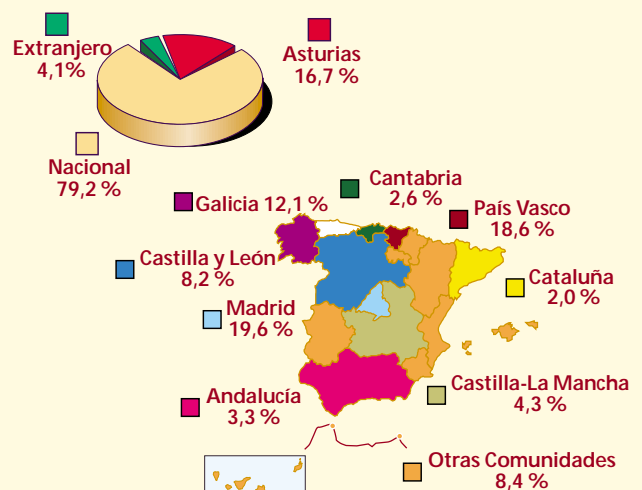 Extranjero
4,1%
Asturias
16,7 %
Nacional
79,2 %
Cantabria
2,6 %
Galicia 12,1 %
País Vasco
18,6 %
Castilla y León
8,2 %
Cataluña
2,0 %
Madrid
19,6 %
Castilla-La Mancha
4,3 %
Andalucía
3,3 %
Otras Comunidades
8,4 %